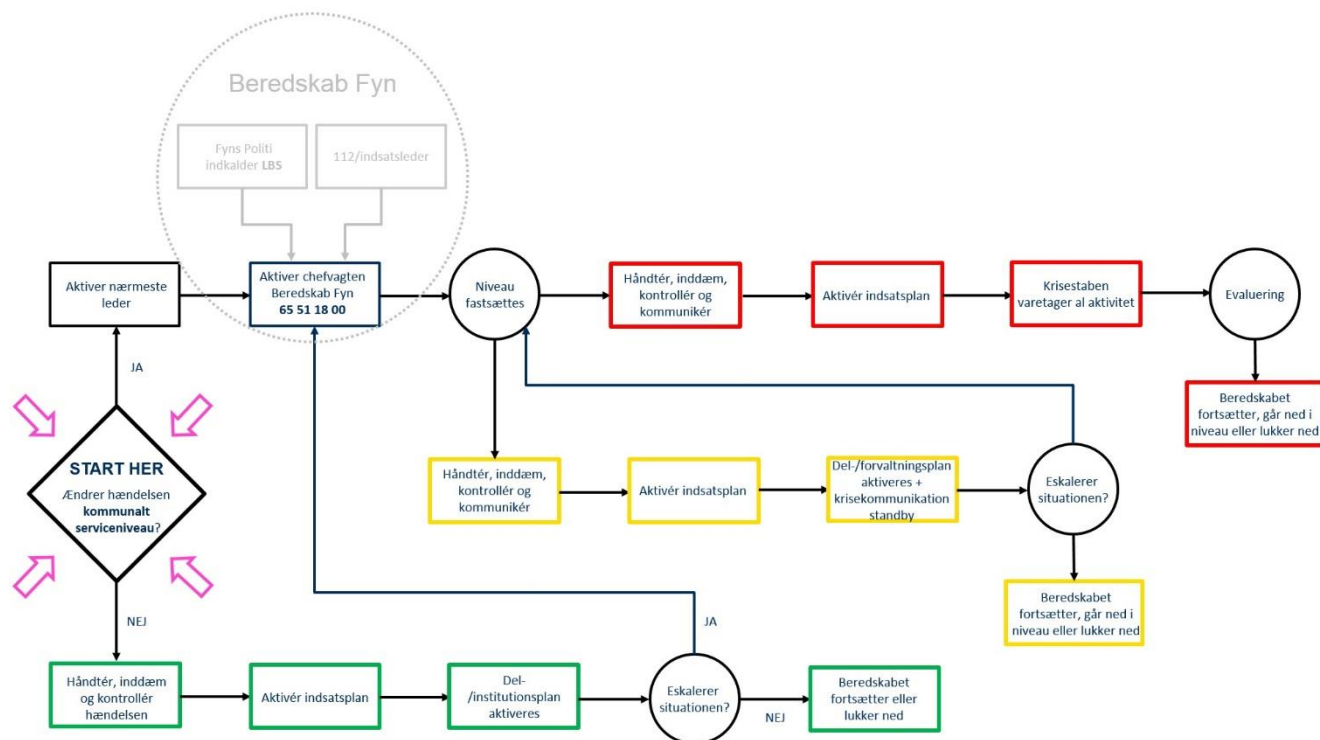 Beredskab Fyn
Fyns Politi
indkalder LBS
112/indsatsleder
Aktiver nærmeste
leder
Aktiver chefvagten
Beredskab Fyn
65 51 18 00
Niveau
fastsættes
Håndtér, inddæm,
kontrollér og
kommunikér
Aktivér indsatsplan
Krisestaben
varetager al aktivitet
Evaluering
Beredskabet
fortsætter, går ned i
niveau eller lukker ned
JA
START HER
Ændrer hændelsen
kommunalt
serviceniveau?
NEJ
Håndtér, inddæm,
kontrollér og
kommunikér
Aktivér indsatsplan
Del-/forvaltningsplan
aktiveres +
krisekommunikation
standby
Eskalerer
situationen?
Beredskabet
fortsætter, går ned i
niveau eller lukker ned
Håndtér, inddæm
og kontrollér
hændelsen
Aktivér indsatsplan
Del-
/institutionsplan
aktiveres
Eskalerer
situationen?
JA
NEJ
Beredskabet
fortsætter eller
lukker ned